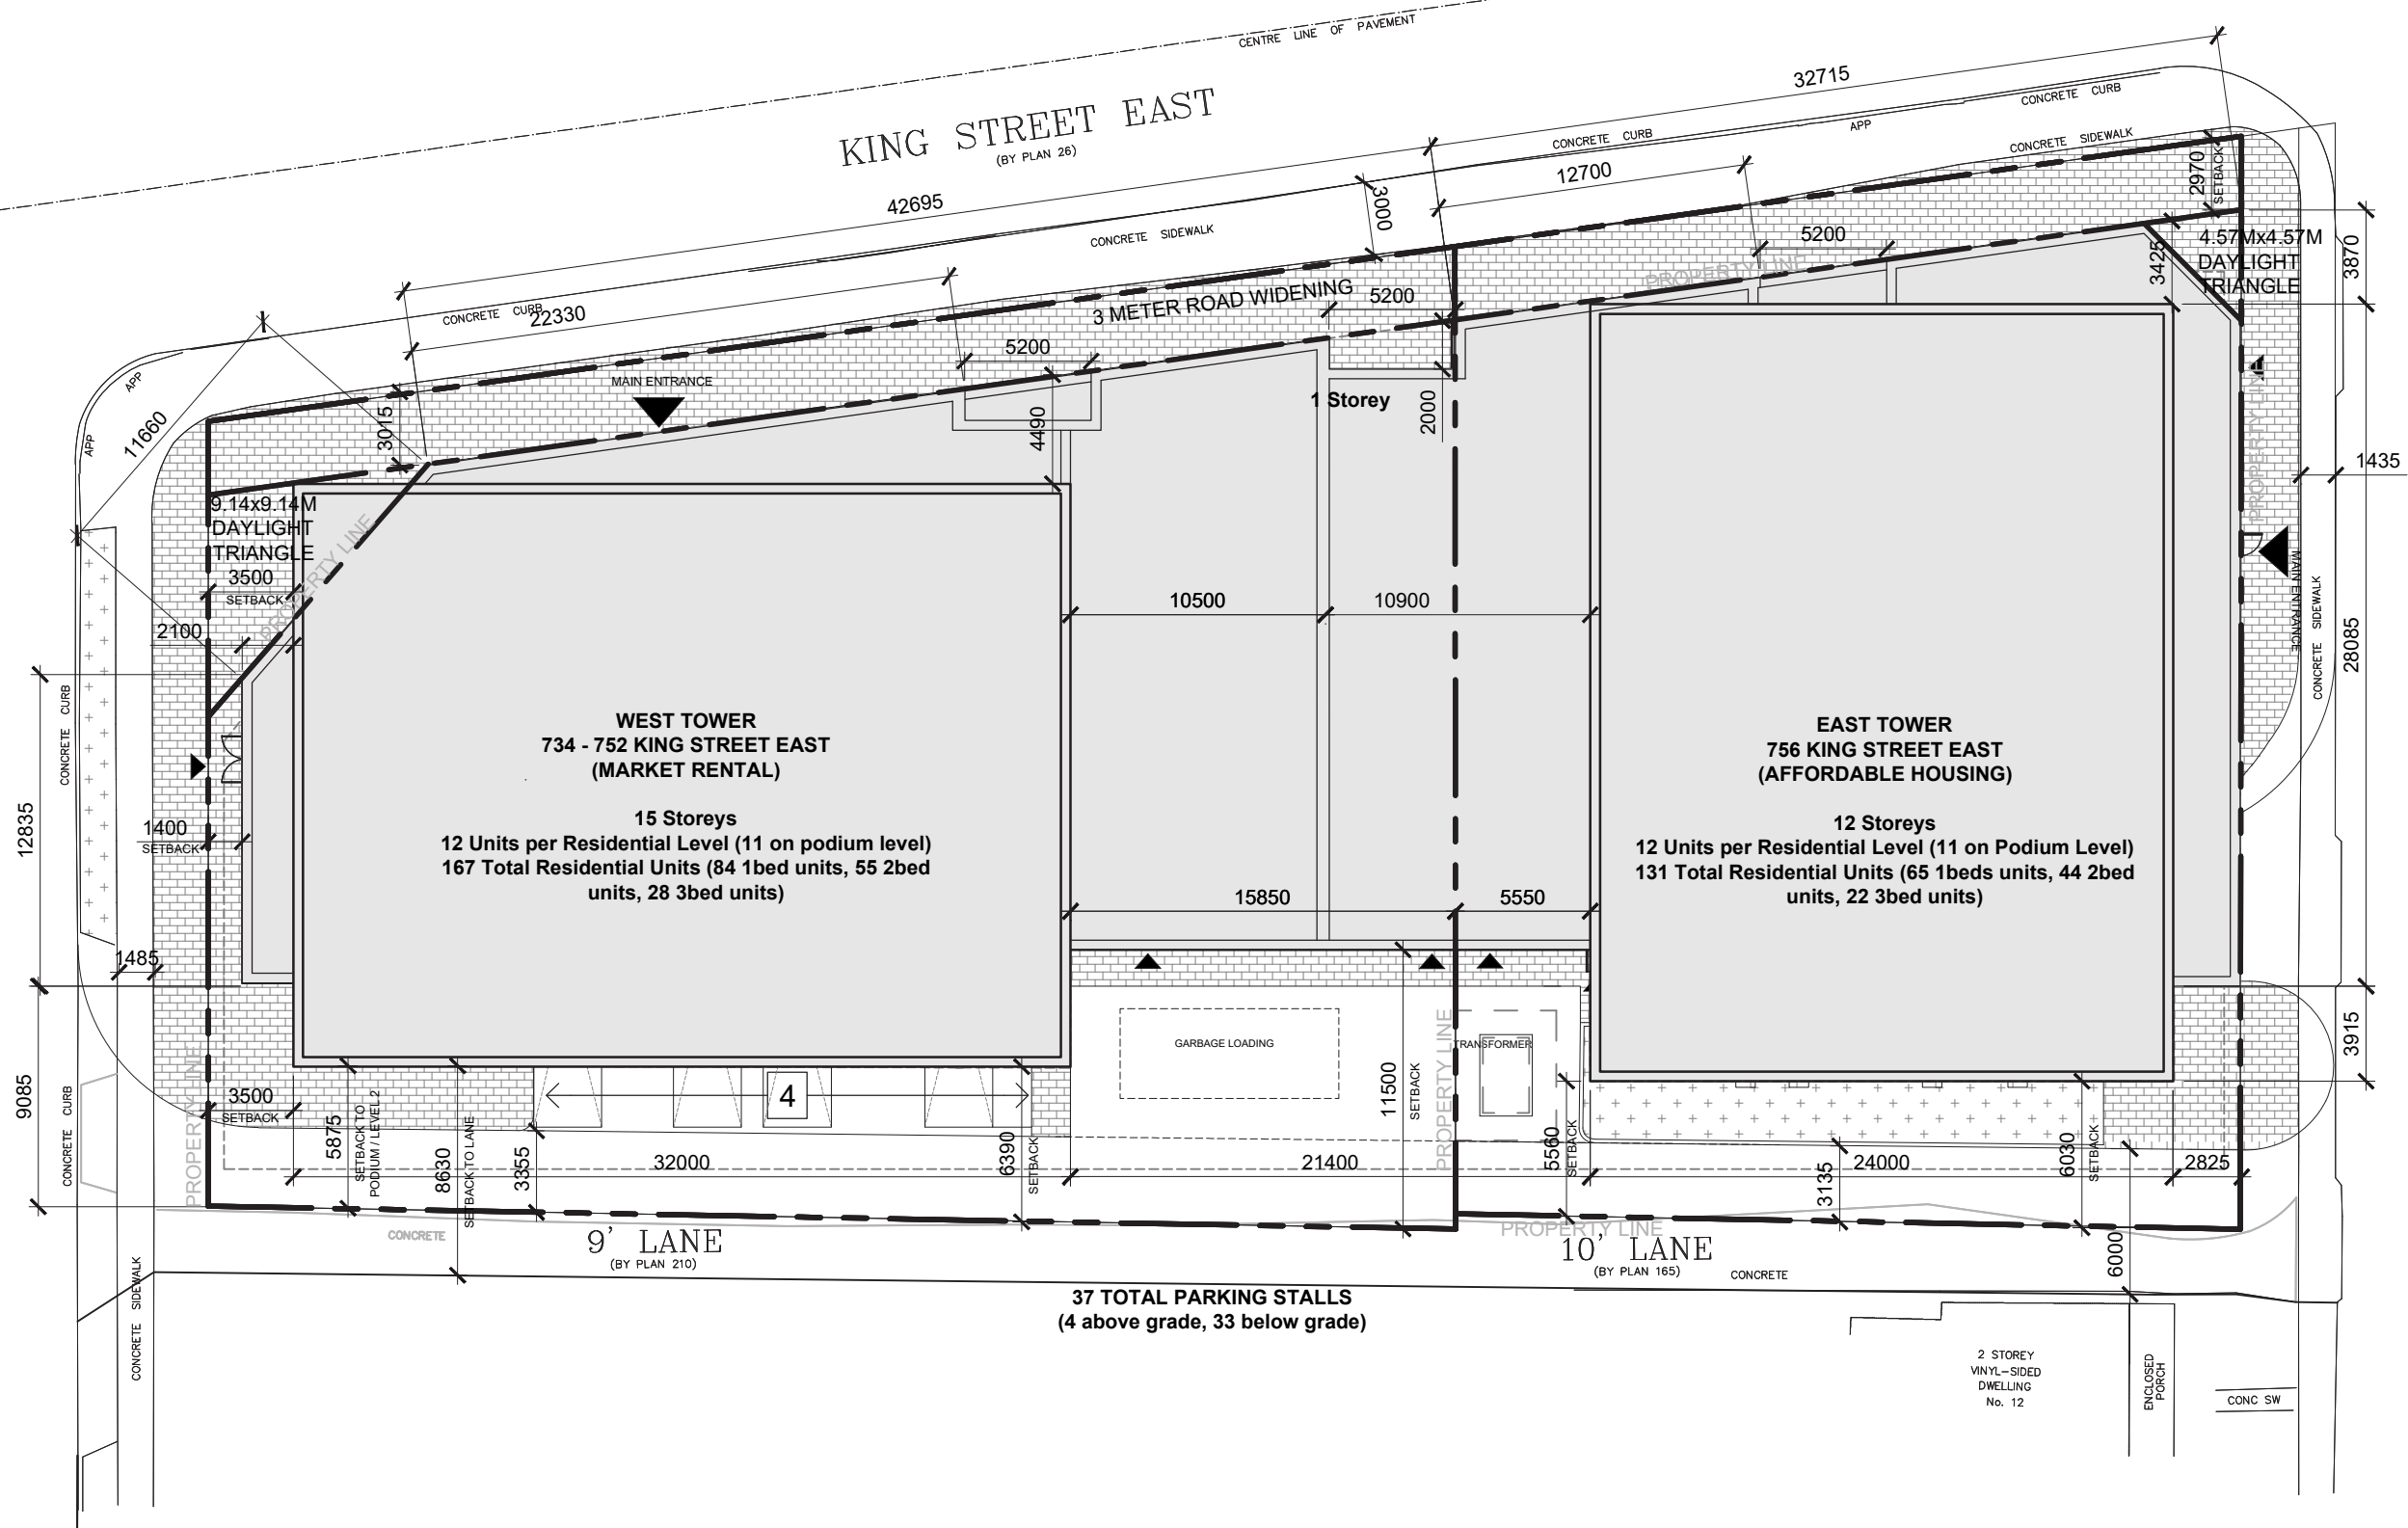 CENTRE LINE OF PAVEMENT
KING STREET EAST
(BY PLAN 26)
32715
CONCRETE CURB
APP
CONCRETE CURB
CONCRETE SIDEWALK
12700
42695
3000
CONCRETE SIDEWALK
2970
SETBACK
5200
PROPERTY LINE
3425
4.57Mx4.57M
DAYLIGHT
TRIANGLE
3870
CONCRETE CURB
22330
3 METER ROAD WIDENING
5200
5200
MAIN ENTRANCE
APP
APP
11660
3015
4490
1 Storey
2000
PROPERTY LINE
1435
9.14x9.14M
DAYLIGHT
TRIANGLE
3500
SETBACK
PROPERTY LINE
2100
10500
10900
MAIN ENTRANCE
CONCRETE SIDEWALK
28085
CONCRETE CURB
WEST TOWER
734 - 752 KING STREET EAST
(MARKET RENTAL)
15 Storeys
12 Units per Residential Level (11 on podium level)
167 Total Residential Units (84 1bed units, 55 2bed
units, 28 3bed units)
EAST TOWER
756 KING STREET EAST
(AFFORDABLE HOUSING)
12 Storeys
12 Units per Residential Level (11 on Podium Level)
131 Total Residential Units (65 1beds units, 44 2bed
units, 22 3bed units)
12835
1400
SETBACK
15850
5550
1485
GARBAGE LOADING
TRANSFORMER
PROPERTY LINE
3915
9085
CONCRETE CURB
PROPERTY LINE
3500
SETBACK
5875
SETBACK TO
PODIUM / LEVEL 2
8630
SETBACK TO LANE
3355
4
32000
6390
SETBACK
21400
11500
SETBACK
5560
SETBACK
3135
24000
6030
SETBACK
2825
6000
CONCRETE
9' LANE
(BY PLAN 210)
PROPERTY LINE
10' LANE
(BY PLAN 165)
CONCRETE
CONCRETE SIDEWALK
37 TOTAL PARKING STALLS
(4 above grade, 33 below grade)
2 STOREY
VINYL-SIDED
DWELLING
No. 12
ENCLOSED
PORCH
CONC SW